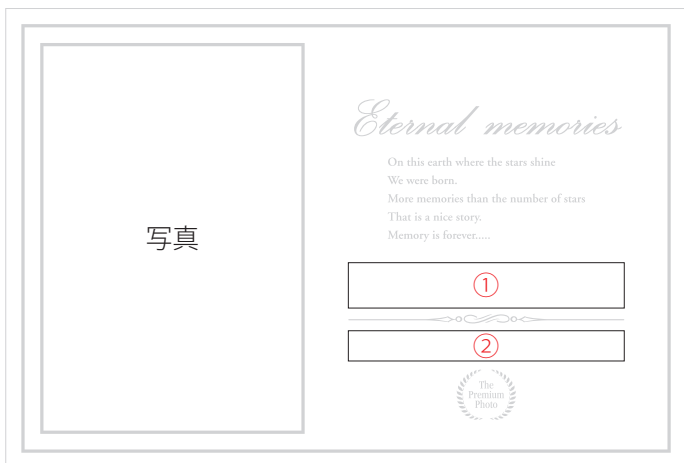 写真
Eternal memories
On this earth where the stars shine
We were born.
More memories than the number of stars
That is a nice story.
Memory is forever.....
①
②
The
Premium
Photo